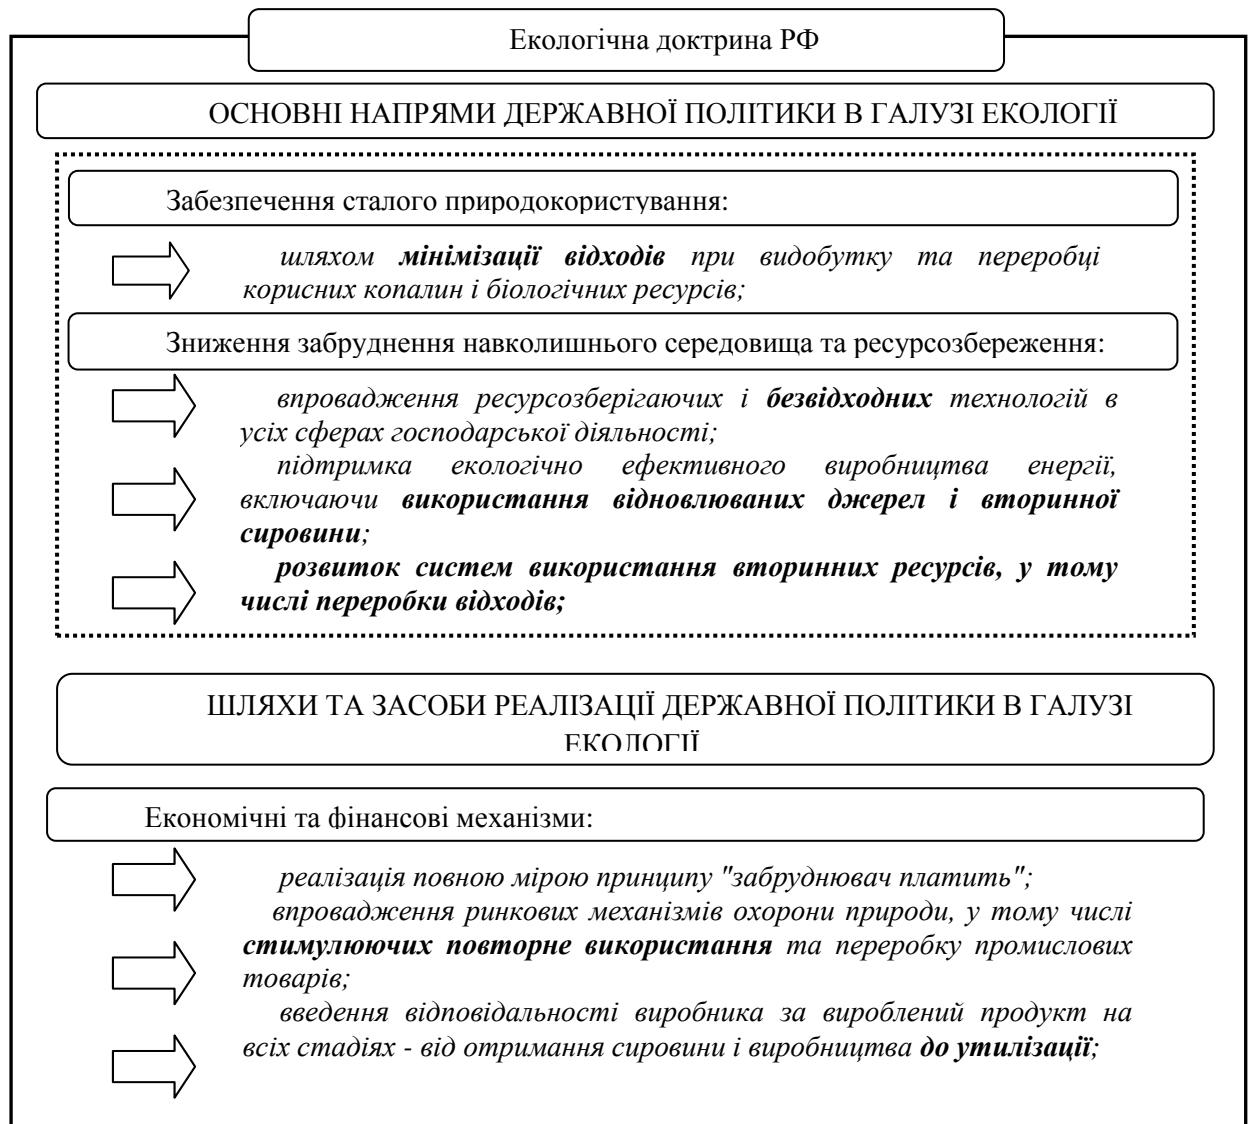 Екологічна доктрина РФ
ОСНОВНІ НАПРЯМИ ДЕРЖАВНОЇ ПОЛІТИКИ В ГАЛУЗІ ЕКОЛОГІЇ
Забезпечення сталого природокористування:
шляхом мінімізації відходів при видобутку та переробці
корисних копалин і біологічних ресурсів;
Зниження забруднення навколишнього середовища та ресурсозбереження:
впровадження ресурсозберігаючих і безвідходних технологій в
усіх сферах господарської діяльності;
підтримка екологічно ефективного виробництва енергії,
включаючи використання відновлюваних джерел і вторинної
сировини;
розвиток систем використання вторинних ресурсів, у тому
числі переробки відходів;
ШЛЯХИ ТА ЗАСОБИ РЕАЛІЗАЦІЇ ДЕРЖАВНОЇ ПОЛІТИКИ В ГАЛУЗІ
ЕКОЛОГІЇ
Економічні та фінансові механізми:
реалізація повною мірою принципу "забруднювач платить";
впровадження ринкових механізмів охорони природи, у тому числі
стимулюючих повторне використання та переробку промислових
товарів;
введення відповідальності виробника за вироблений продукт на
всіх стадіях - від отримання сировини і виробництва до утилізації;